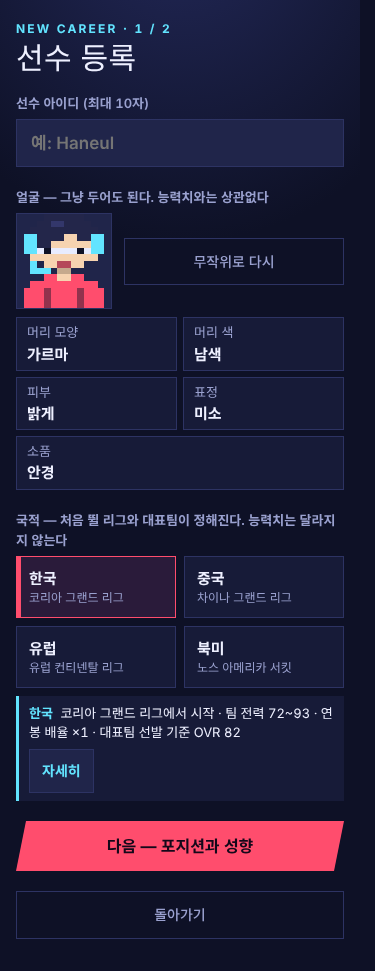 NEW CAREER · 1 / 2
선수 등록
선수 아이디 (최대 10자)
예: Haneul
얼굴 — 그냥 두어도 된다. 능력치와는 상관없다
무작위로 다시
머리 모양
가르마
머리 색
남색
피부
밝게
표정
미소
소품
안경
국적 — 처음 뛸 리그와 대표팀이 정해진다. 능력치는 달라지
지 않는다
한국
코리아 그랜드 리그
중국
차이나 그랜드 리그
유럽
유럽 컨티넨탈 리그
북미
노스 아메리카 서킷
한국 코리아 그랜드 리그에서 시작 · 팀 전력 72~93 · 연
봉 배율 ×1 · 대표팀 선발 기준 OVR 82
자세히
다음 — 포지션과 성향
돌아가기